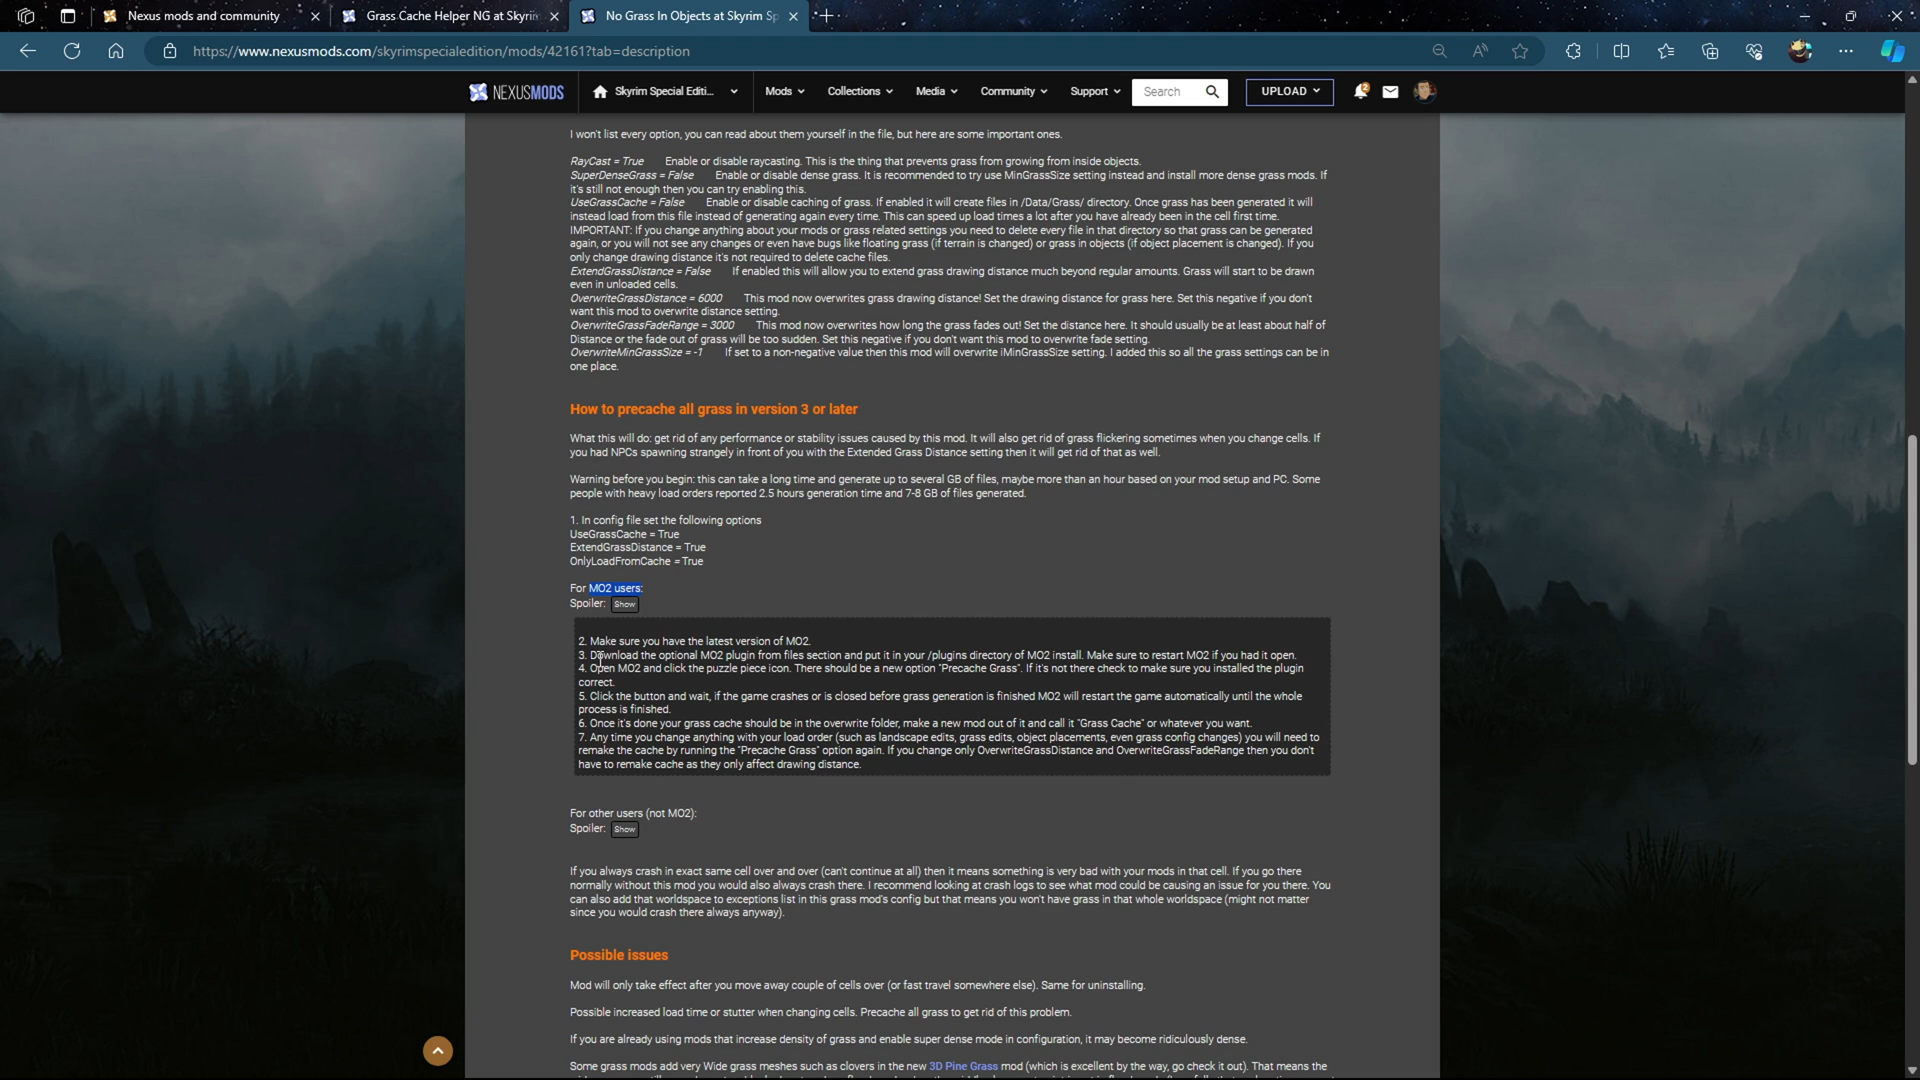 Nexus mods and community
Grass Cache Helper NG at Skyri
No Grass In Objects at Skyrim Sp
https://www.nexusmods.com/skyrimspecialedition/mods/42161?tab=description
NEXUSMODS
Skyrim Special Editi...
Mods
Collections
Media
Community
Support
Search
UPLOAD
2
I won't list every option, you can read about them yourself in the file, but here are some important ones.
RayCast = True Enable or disable raycasting. This is the thing that prevents grass from growing from inside objects.
SuperDenseGrass = False Enable or disable dense grass. It is recommended to try use MinGrassSize setting instead and install more dense grass mods. If
it's still not enough then you can try enabling this.
UseGrassCache = False Enable or disable caching of grass. If enabled it will create files in /Data/Grass/ directory. Once grass has been generated it will
instead load from this file instead of generating again every time. This can speed up load times a lot after you have already been in the cell first time.
IMPORTANT: If you change anything about your mods or grass related settings you need to delete every file in that directory so that grass can be generated
again, or you will not see any changes or even have bugs like floating grass (if terrain is changed) or grass in objects (if object placement is changed). If you
only change drawing distance it's not required to delete cache files.
ExtendGrassDistance = False If enabled this will allow you to extend grass drawing distance much beyond regular amounts. Grass will start to be drawn
even in unloaded cells.
OverwriteGrassDistance = 6000 This mod now overwrites grass drawing distance! Set the drawing distance for grass here. Set this negative if you don't
want this mod to overwrite distance setting.
OverwriteGrassFadeRange = 3000 This mod now overwrites how long the grass fades out! Set the distance here. It should usually be at least about half of
Distance or the fade out of grass will be too sudden. Set this negative if you don't want this mod to overwrite fade setting.
OverwriteMinGrassSize = -1 If set to a non-negative value then this mod will overwrite iMinGrassSize setting. I added this so all the grass settings can be in
one place.
How to precache all grass in version 3 or later
What this will do: get rid of any performance or stability issues caused by this mod. It will also get rid of grass flickering sometimes when you change cells. If
you had NPCs spawning strangely in front of you with the Extended Grass Distance setting then it will get rid of that as well.
Warning before you begin: this can take a long time and generate up to several GB of files, maybe more than an hour based on your mod setup and PC. Some
people with heavy load orders reported 2.5 hours generation time and 7-8 GB of files generated.
1. In config file set the following options
UseGrassCache = True
ExtendGrassDistance = True
OnlyLoadFromCache = True
For MO2 users:
Spoiler: Show
2. Make sure you have the latest version of MO2.
3. Download the optional MO2 plugin from files section and put it in your /plugins directory of MO2 install. Make sure to restart MO2 if you had it open.
4. Open MO2 and click the puzzle piece icon. There should be a new option "Precache Grass". If it's not there check to make sure you installed the plugin
correct.
5. Click the button and wait, if the game crashes or is closed before grass generation is finished MO2 will restart the game automatically until the whole
process is finished.
6. Once it's done your grass cache should be in the overwrite folder, make a new mod out of it and call it "Grass Cache" or whatever you want.
7. Any time you change anything with your load order (such as landscape edits, grass edits, object placements, even grass config changes) you will need to
remake the cache by running the "Precache Grass" option again. If you change only OverwriteGrassDistance and OverwriteGrassFadeRange then you don't
have to remake cache as they only affect drawing distance.
For other users (not MO2):
Spoiler: Show
If you always crash in exact same cell over and over (can't continue at all) then it means something is very bad with your mods in that cell. If you go there
normally without this mod you would also always crash there. I recommend looking at crash logs to see what mod could be causing an issue for you there. You
can also add that worldspace to exceptions list in this grass mod's config but that means you won't have grass in that whole worldspace (might not matter
since you would crash there always anyway).
Possible issues
Mod will only take effect after you move away couple of cells over (or fast travel somewhere else). Same for uninstalling.
Possible increased load time or stutter when changing cells. Precache all grass to get rid of this problem.
If you are already using mods that increase density of grass and enable super dense mode in configuration, it may become ridiculously dense.
Some grass mods add very Wide grass meshes such as clovers in the new 3D Pine Grass mod (which is excellent by the way, go check it out). That means the